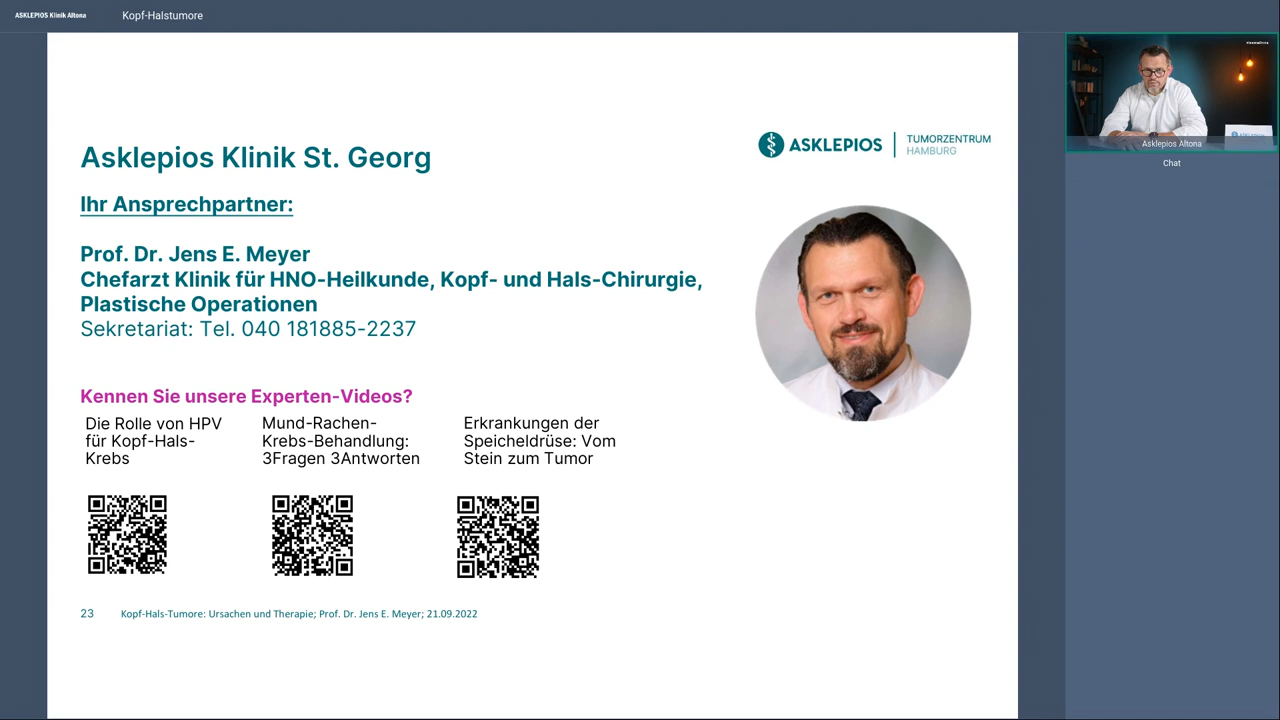 ASKLEPIOS Klinik Altona
Kopf-Halstumore
Asklepios Klinik St. Georg
ASKLEPIOS
TUMORZENTRUM
HAMBURG
Ihr Ansprechpartner:
Prof. Dr. Jens E. Meyer
Chefarzt Klinik für HNO-Heilkunde, Kopf- und Hals-Chirurgie,
Plastische Operationen
Sekretariat: Tel. 040 181885-2237
Kennen Sie unsere Experten-Videos?
Die Rolle von HPV
für Kopf-Hals-
Krebs
Mund-Rachen-
Krebs-Behandlung:
3Fragen 3Antworten
Erkrankungen der
Speicheldrüse: Vom
Stein zum Tumor
23
Kopf-Hals-Tumore: Ursachen und Therapie; Prof. Dr. Jens E. Meyer; 21.09.2022
Asklepios Altona
Chat